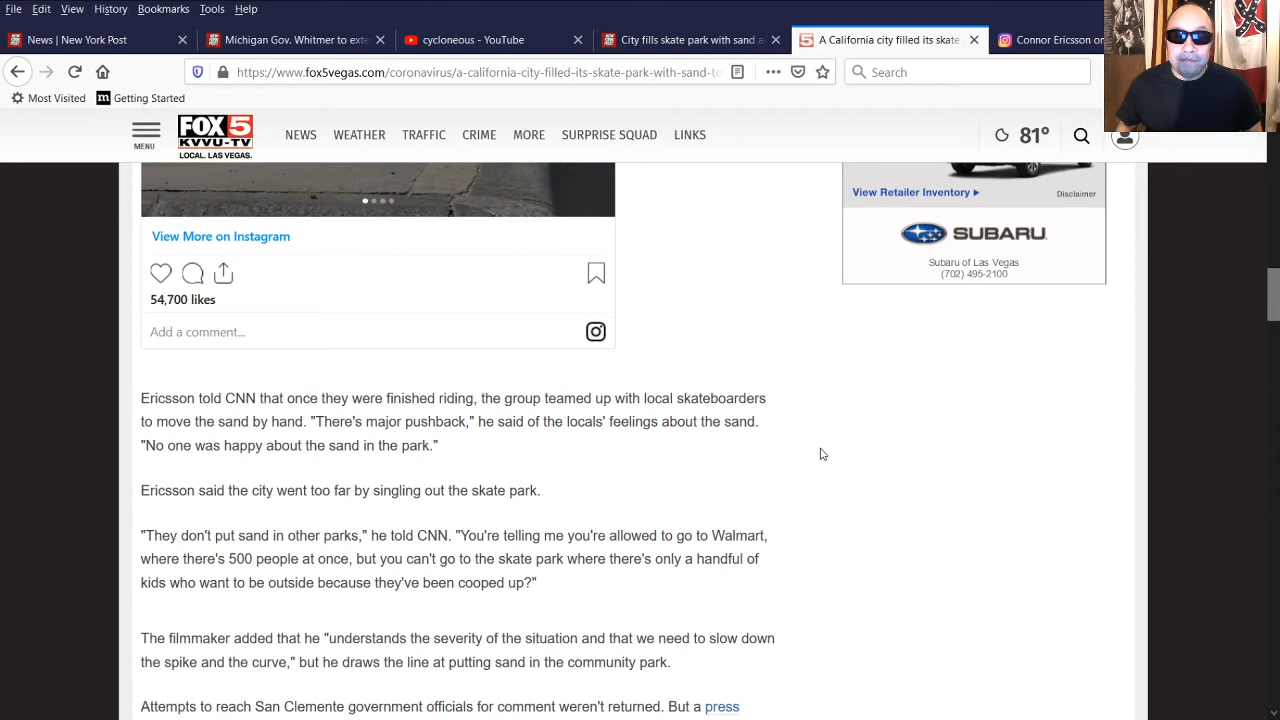 File Edit View History Bookmarks Tools Help
News | New York Post
Michigan Gov. Whitmer to exte
cycloneous - YouTube
City fills skate park with sand a
A California city filled its skate
Connor Ericsson on
https://www.fox5vegas.com/coronavirus/a-california-city-filled-its-skate-park-with-sand-to
Search
Most Visited Getting Started
MENU
FOX 5
KVVU-TV
LOCAL. LAS VEGAS.
NEWS WEATHER TRAFFIC CRIME MORE SURPRISE SQUAD LINKS
81°
View Retailer Inventory
Disclaimer
SUBARU
Subaru of Las Vegas
(702) 495-2100
View More on Instagram
54,700 likes
Add a comment...
Ericsson told CNN that once they were finished riding, the group teamed up with local skateboarders
to move the sand by hand. "There's major pushback," he said of the locals' feelings about the sand.
"No one was happy about the sand in the park."
Ericsson said the city went too far by singling out the skate park.
"They don't put sand in other parks," he told CNN. "You're telling me you're allowed to go to Walmart,
where there's 500 people at once, but you can't go to the skate park where there's only a handful of
kids who want to be outside because they've been cooped up?"
The filmmaker added that he "understands the severity of the situation and that we need to slow down
the spike and the curve," but he draws the line at putting sand in the community park.
Attempts to reach San Clemente government officials for comment weren't returned. But a press